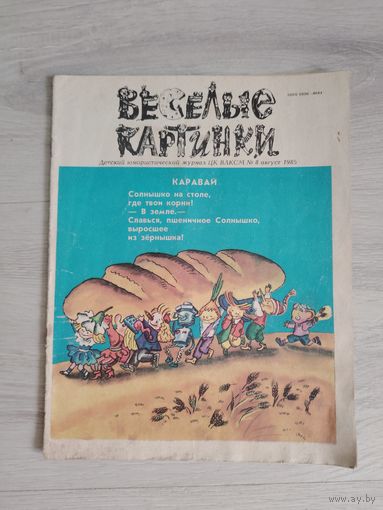 ВЕСЕЛЫЕ
КАРТИНКИ
Детский юмористический журнал ЦК ВЛКСМ № 8 август 1985
КАРАВАЙ
Солнышко на столе,
где твои корни?
— В земле.—
Славься, пшеничное Солнышко,
выросшее
из зёрнышка!
www.ay.by